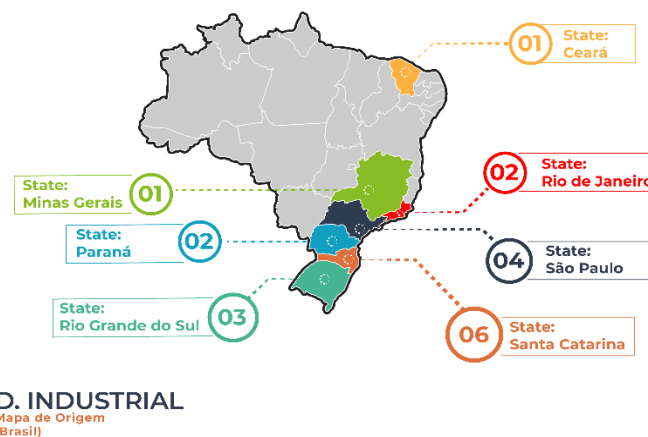 01
State:
Ceará
02
State:
Rio de Janeiro
State:
Minas Gerais
01
State:
Paraná
02
04
State:
São Paulo
State:
Rio Grande do Sul
03
06
State:
Santa Catarina
D. INDUSTRIAL
Mapa de Origem
(Brasil)